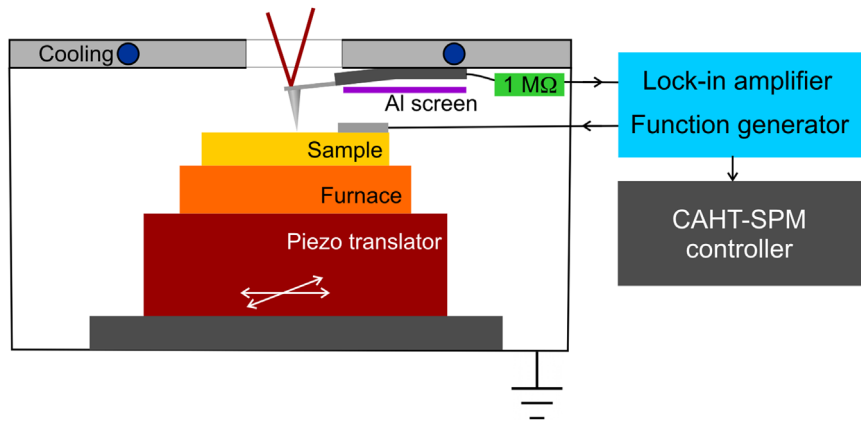 Cooling
1 MΩ
Al screen
Lock-in amplifier
Function generator
Sample
Furnace
Piezo translator
CAHT-SPM
controller